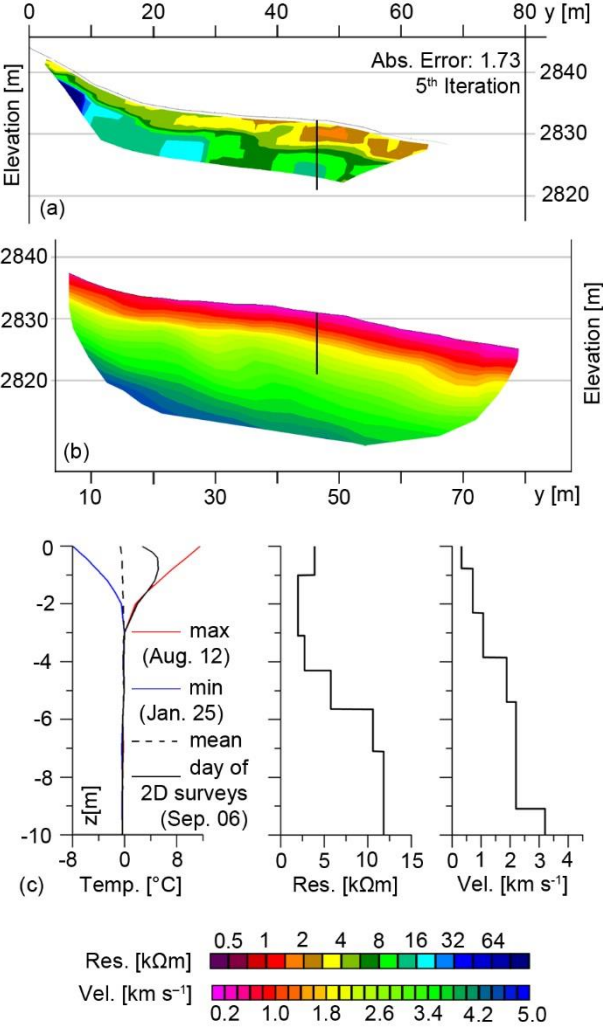 0 20 40 60 80 y [m]
Abs. Error: 1.73
5th Iteration
Elevation [m]
2840
2830
2820
(a)
2840
2830
2820
Elevation [m]
(b)
10 30 50 70 y [m]
0
-2
-4
-6
-8
-10
z[m]
max
(Aug. 12)
min
(Jan. 25)
mean
day of
2D surveys
(Sep. 06)
-8 0 8
0 5 10 15
0 1 2 3 4
(c) Temp. [°C] Res. [kΩm] Vel. [km s⁻¹]
0.5 1 2 4 8 16 32 64
Res. [kΩm]
Vel. [km s⁻¹]
0.2 1.0 1.8 2.6 3.4 4.2 5.0